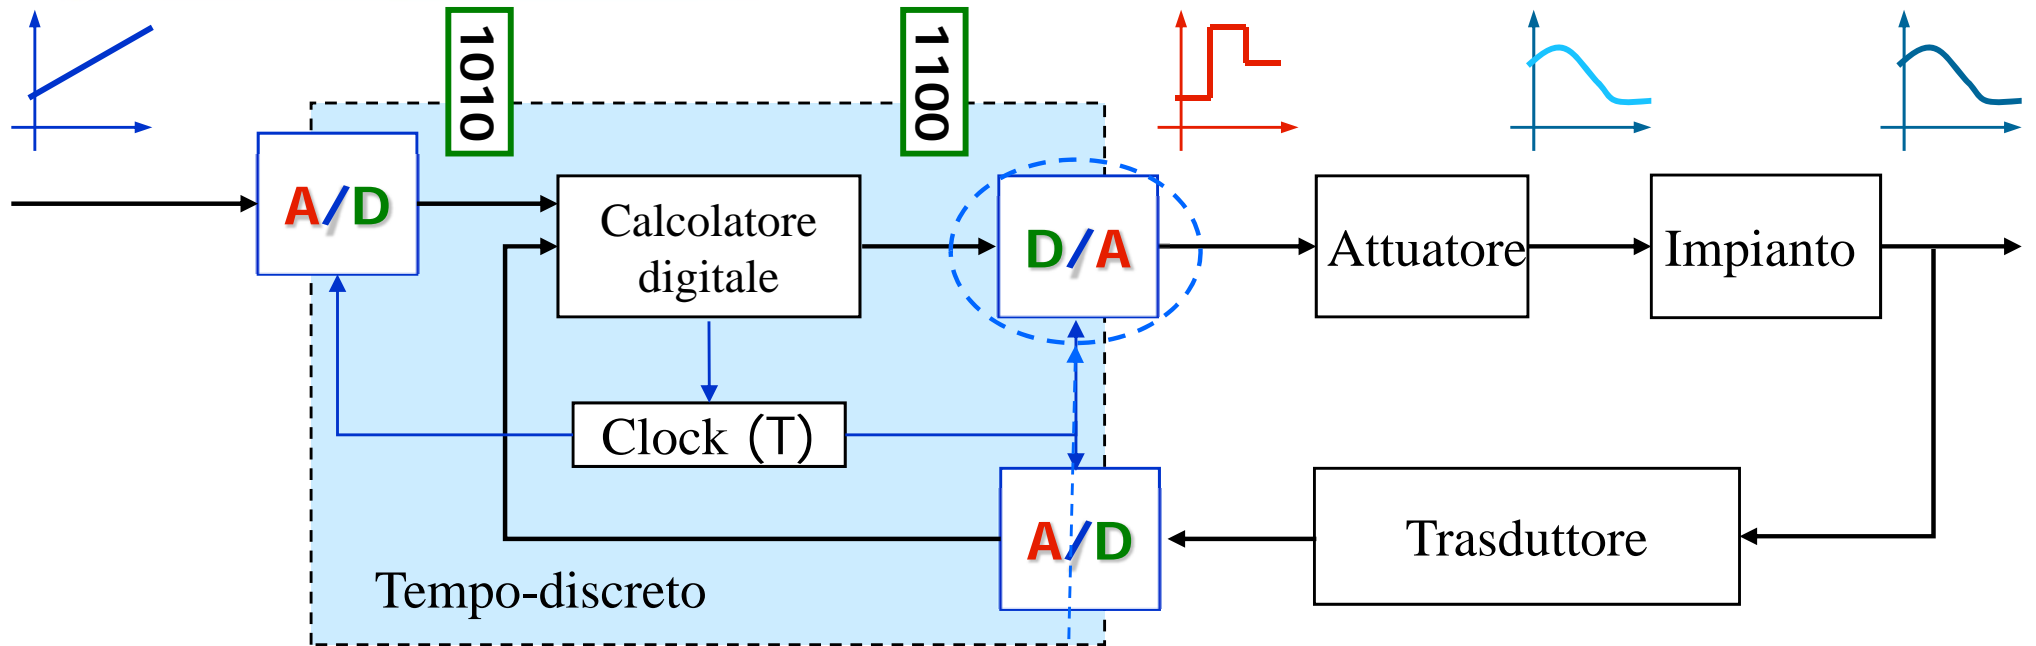 1010
1100
A/D
Calcolatore
digitale
D/A
Attuatore
Impianto
Clock (T)
A/D
Trasduttore
Tempo-discreto